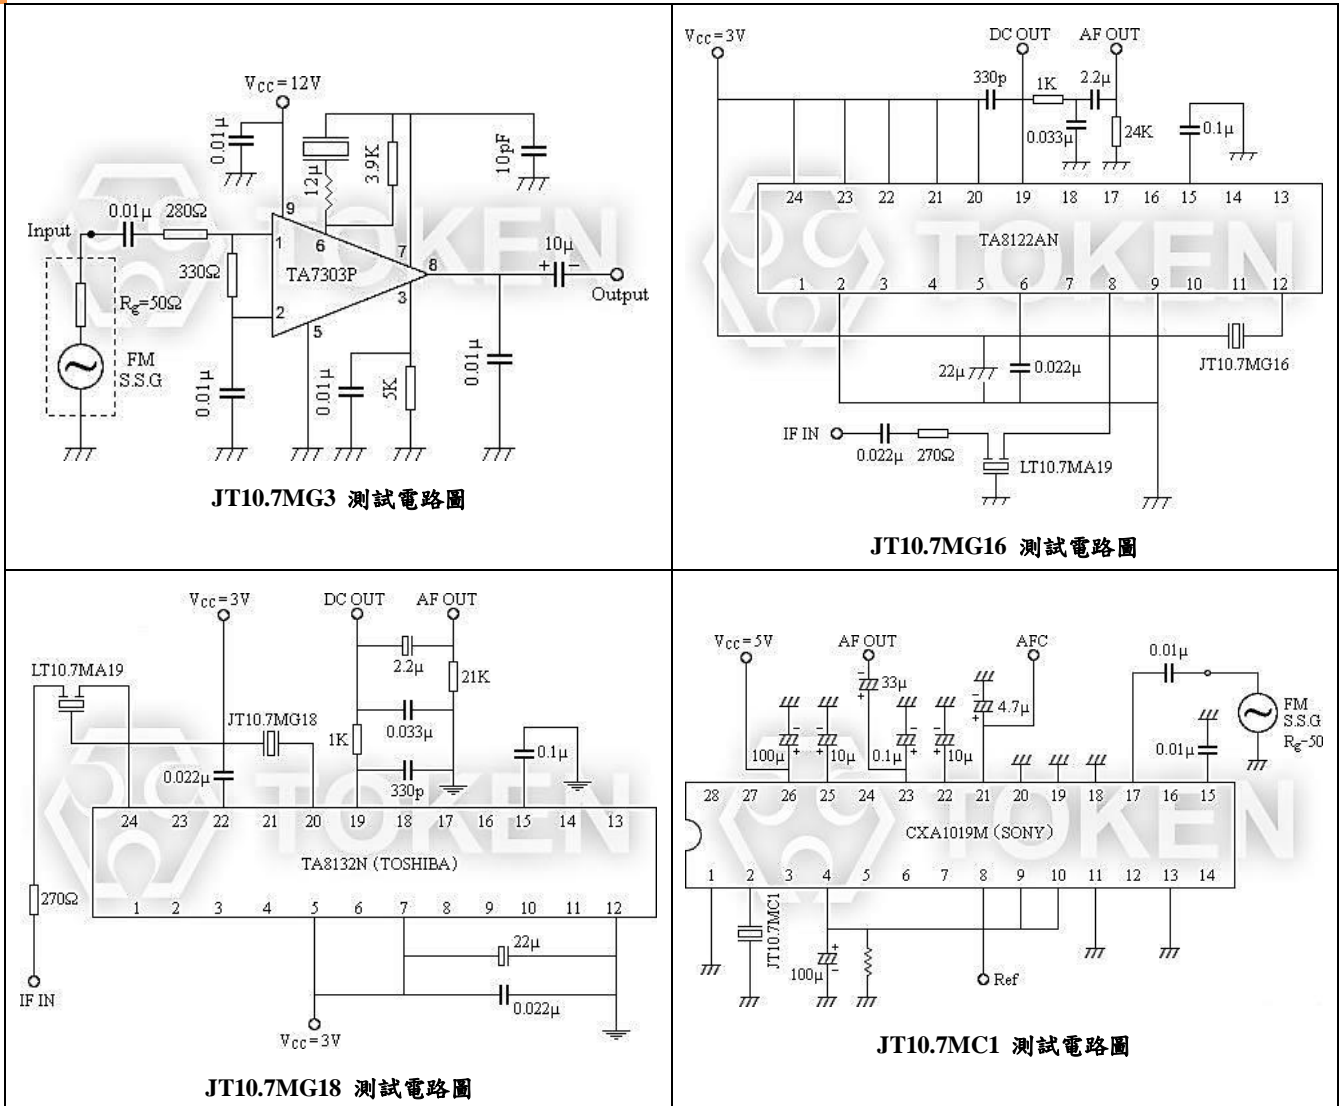 Vcc=12V
0.01μ
12μ
3.9K
10pF
0.01μ
280Ω
Input
9
1
6
7
8
10μ
+
−
330Ω
TA7303P
3
Output
Rg=50Ω
2
5
FM
S.S.G
0.01μ
0.01μ
5K
0.01μ
TOKEN
JT10.7MG3 測試電路圖
Vcc=3V
DC OUT
AF OUT
330p
1K
2.2μ
0.033μ
24K
0.1μ
24 23 22 21 20 19 18 17 16 15 14 13
TA8122AN
TOKEN
1 2 3 4 5 6 7 8 9 10 11 12
22μ
0.022μ
JT10.7MG16
IF IN
0.022μ
270Ω
LT10.7MA19
JT10.7MG16 測試電路圖
Vcc=3V
DC OUT
AF OUT
LT10.7MA19
2.2μ
21K
JT10.7MG18
0.033μ
1K
0.1μ
0.022μ
330p
24 23 22 21 20 19 18 17 16 15 14 13
TOKEN
TA8132N (TOSHIBA)
270Ω
1 2 3 4 5 6 7 8 9 10 11 12
22μ
IF IN
0.022μ
Vcc=3V
JT10.7MG18 測試電路圖
Vcc=5V
AF OUT
AFC
0.01μ
−
33μ
+
−
4.7μ
+
FM
S.S.G
Rg-50
−
100μ
+
−
10μ
+
−
0.1μ
+
−
10μ
+
0.01μ
28 27 26 25 24 23 22 21 20 19 18 17 16 15
TOKEN
CXA1019M (SONY)
1 2 3 4 5 6 7 8 9 10 11 12 13 14
JT10.7MC1
+
100μ
−
Ref
JT10.7MC1 測試電路圖